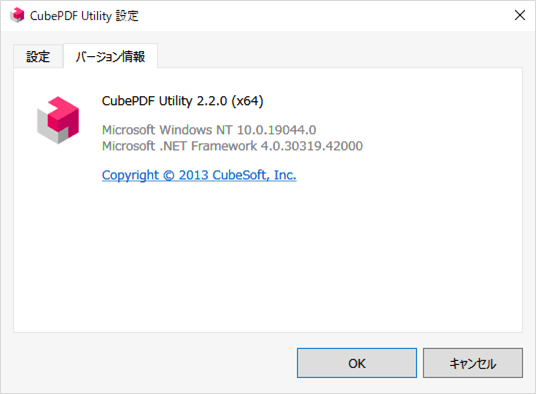 CubePDF Utility 設定
設定
バージョン情報
CubePDF Utility 2.2.0 (x64)
Microsoft Windows NT 10.0.19044.0
Microsoft .NET Framework 4.0.30319.42000
Copyright © 2013 CubeSoft, Inc.
OK
キャンセル